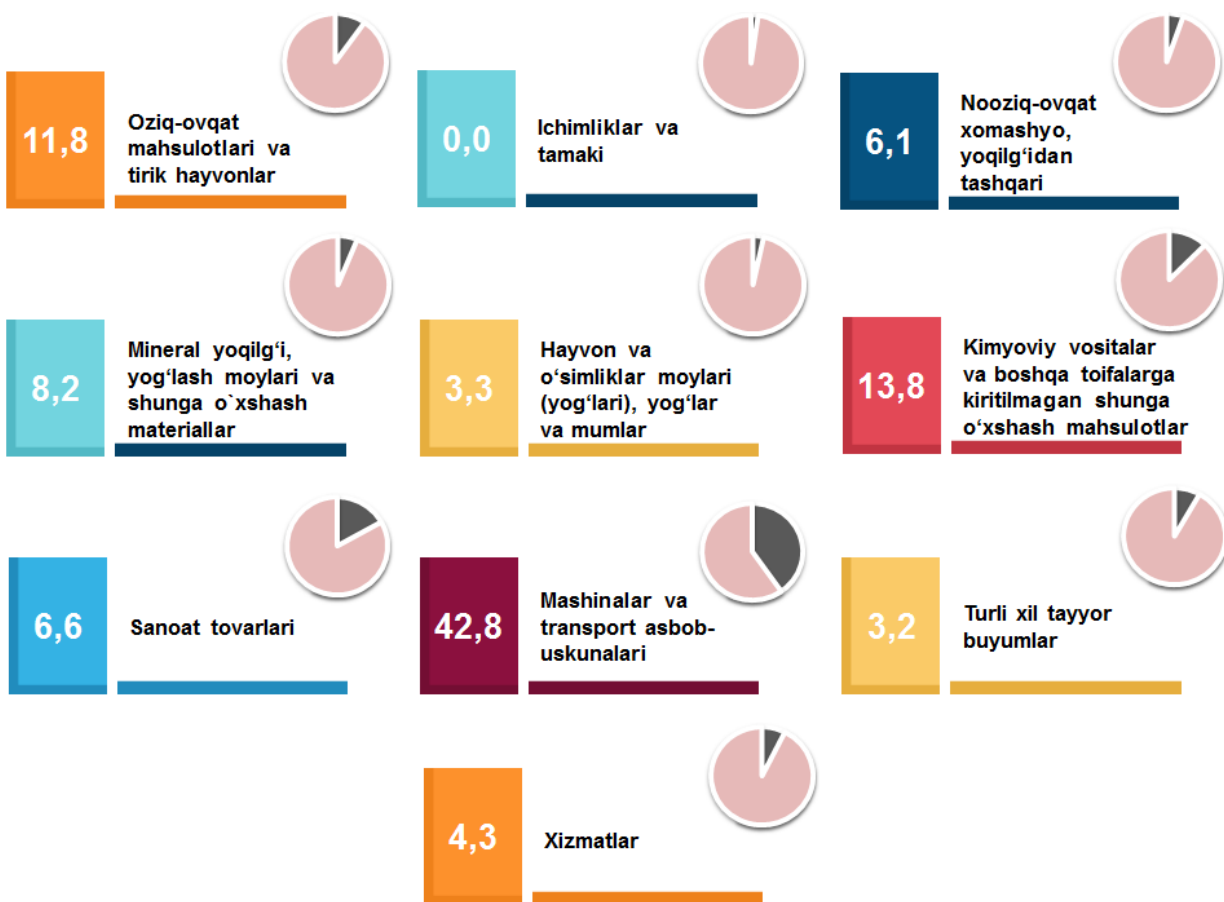 11,8
Oziq-ovqat
mahsulotlari va
tirik hayvonlar
0,0
Ichimliklar va
tamaki
6,1
Nooziq-ovqat
xomashyo,
yoqilg‘idan
tashqari
8,2
Mineral yoqilg‘i,
yog‘lash moylari va
shunga o`xshash
materiallar
3,3
Hayvon va
o‘simliklar moylari
(yog‘lari), yog‘lar
va mumlar
13,8
Kimyoviy vositalar
va boshqa toifalarga
kiritilmagan shunga
o‘xshash mahsulotlar
6,6
Sanoat tovarlari
42,8
Mashinalar va
transport asbob-
uskunalari
3,2
Turli xil tayyor
buyumlar
4,3
Xizmatlar